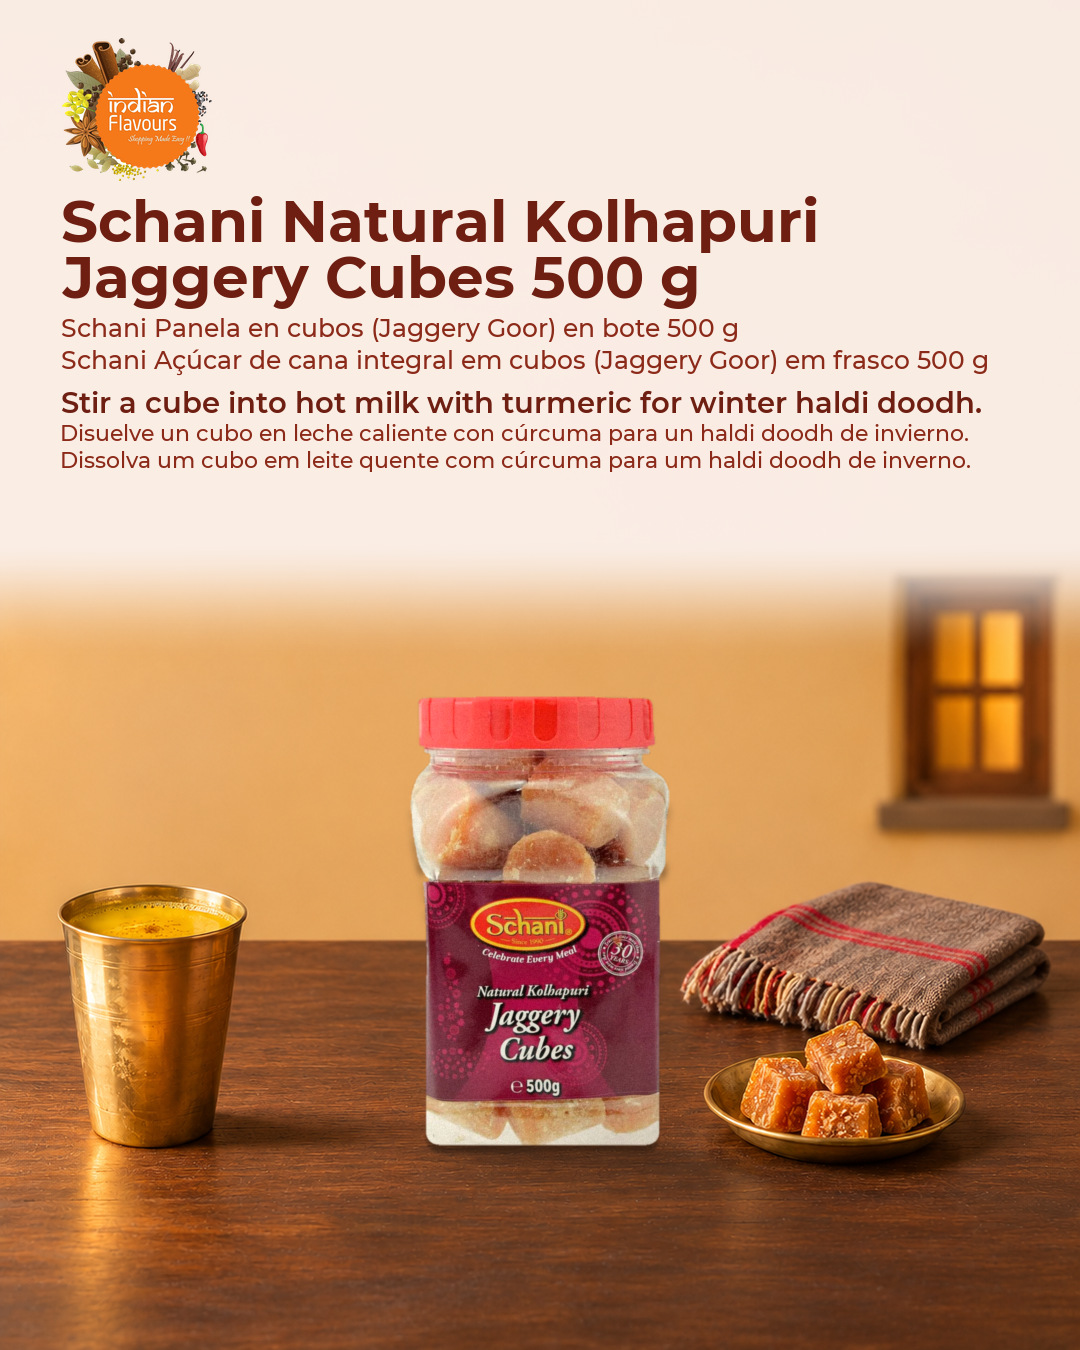 indian
Flavours
Shopping Made Easy !!
Schani Natural Kolhapuri
Jaggery Cubes 500 g
Schani Panela en cubos (Jaggery Goor) en bote 500 g
Schani Açúcar de cana integral em cubos (Jaggery Goor) em frasco 500 g
Stir a cube into hot milk with turmeric for winter haldi doodh.
Disuelve un cubo en leche caliente con cúrcuma para un haldi doodh de invierno.
Dissolva um cubo em leite quente com cúrcuma para um haldi doodh de inverno.
Schani®
Since 1990
Celebrate Every Meal
30
YEARS
Natural Kolhapuri
Jaggery
Cubes
℮ 500g